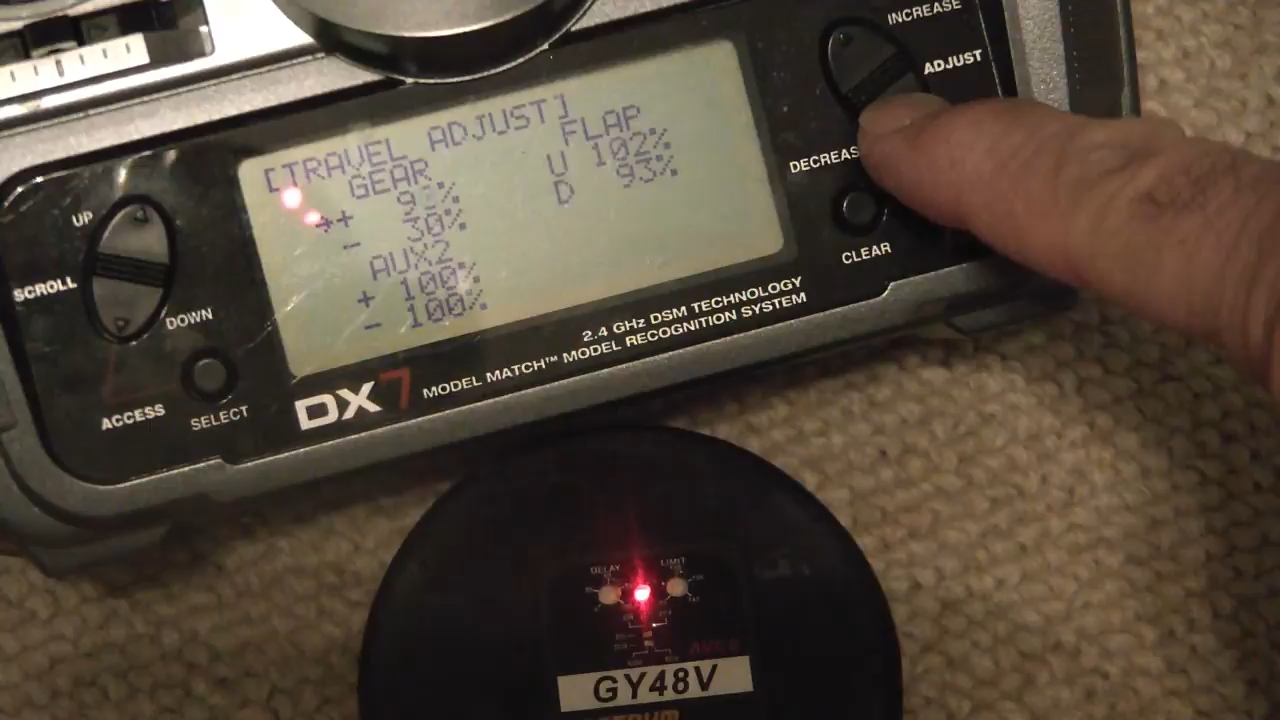 INCREASE
ADJUST
DECREAS
CLEAR
UP
SCROLL
DOWN
ACCESS
SELECT
[TRAVEL ADJUST]
GEAR FLAP
%  U 102%
- 30% D 93%
AUX2
+ 100%
- 100%
2.4 GHz DSM TECHNOLOGY
DX7 MODEL MATCH™ MODEL RECOGNITION SYSTEM
DELAY LIMIT
GY48V